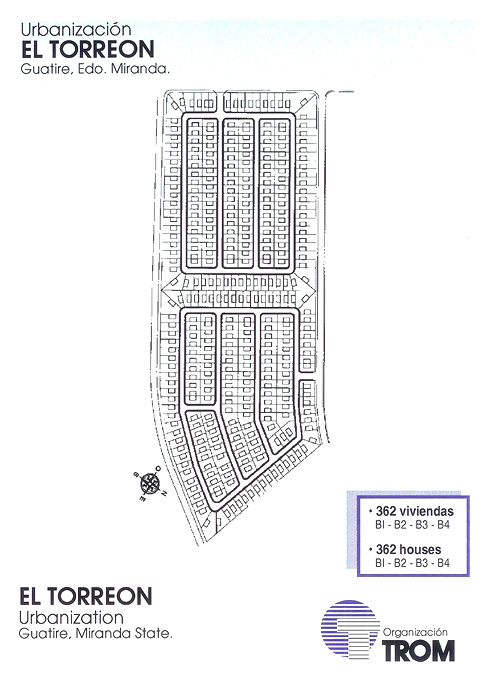 Urbanización
EL TORREON
Guatire, Edo. Miranda.
O
B
E
N
• 362 viviendas
BI - B2 - B3 - B4
• 362 houses
BI - B2 - B3 - B4
EL TORREON
Urbanization
Guatire, Miranda State.
Organización
TROM